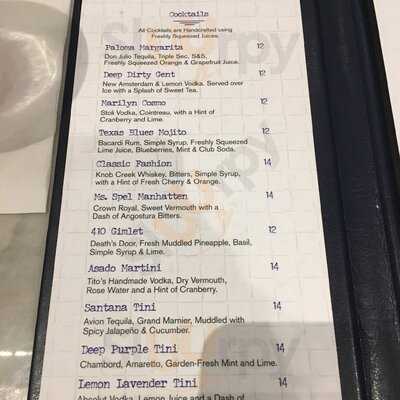 Cocktails
All Cocktails are Handcrafted using
Freshly Squeezed Juices.
Paloma Margarita 12
Don Julio Tequila, Triple Sec, S&S,
Freshly Squeezed Orange & Grapefruit Juice.
Deep Dirty Gent 12
New Amsterdam & Lemon Vodka. Served over
Ice with a Splash of Sweet Tea.
Marilyn Cosmo 12
Stoli Vodka, Cointreau, with a Hint of
Cranberry and Lime.
Texas Blues Mojito 12
Bacardi Rum, Simple Syrup, Freshly Squeezed
Lime Juice, Blueberries, Mint & Club Soda.
Classic Fashion 14
Knob Creek Whiskey, Bitters, Simple Syrup,
with a Hint of Fresh Cherry & Orange.
Ms. Spel Manhatten 14
Crown Royal, Sweet Vermouth with a
Dash of Angostura Bitters.
410 Gimlet 12
Death's Door, Fresh Muddled Pineapple, Basil,
Simple Syrup & Lime.
Asado Martini 14
Tito's Handmade Vodka, Dry Vermouth,
Rose Water and a Hint of Cranberry.
Santana Tini 14
Avion Tequila, Grand Marnier, Muddled with
Spicy Jalapeño & Cucumber.
Deep Purple Tini 14
Chambord, Amaretto, Garden-Fresh Mint and Lime.
Lemon Lavender Tini 14
Absolut Vodka, Lemon Juice and a Dash of